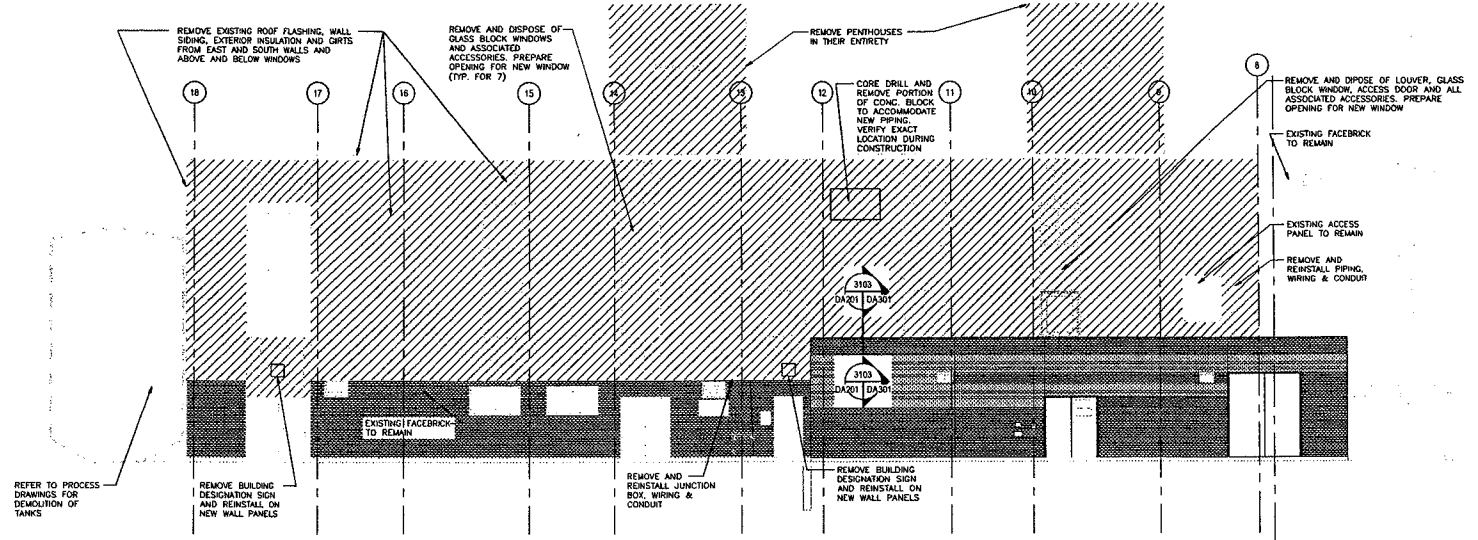 REMOVE EXISTING ROOF FLASHING, WALL
SIDING, EXTERIOR INSULATION AND GIRTS
FROM EAST AND SOUTH WALLS AND
ABOVE AND BELOW WINDOWS
REMOVE AND DISPOSE OF
GLASS BLOCK WINDOWS
AND ASSOCIATED
ACCESSORIES. PREPARE
OPENING FOR NEW WINDOW
(TYP. FOR 7)
REMOVE PENTHOUSES
IN THEIR ENTIRETY
CORE DRILL AND
REMOVE PORTION
OF CONC. BLOCK
TO ACCOMMODATE
NEW PIPING.
VERIFY EXACT
LOCATION DURING
CONSTRUCTION
REMOVE AND DIPOSE OF LOUVER, GLASS
BLOCK WINDOW, ACCESS DOOR AND ALL
ASSOCIATED ACCESSORIES. PREPARE
OPENING FOR NEW WINDOW
18
17
16
15
14
13
12
11
10
9
8
EXISTING FACEBRICK
TO REMAIN
EXISTING ACCESS
PANEL TO REMAIN
REMOVE AND
REINSTALL PIPING,
WIRING & CONDUIT
3103
DA201 DA301
3103
DA201 DA301
EXISTING FACEBRICK
TO REMAIN
REFER TO PROCESS
DRAWINGS FOR
DEMOLITION OF
TANKS
REMOVE BUILDING
DESIGNATION SIGN
AND REINSTALL ON
NEW WALL PANELS
REMOVE AND
REINSTALL JUNCTION
BOX, WIRING &
CONDUIT
REMOVE BUILDING
DESIGNATION SIGN
AND REINSTALL ON
NEW WALL PANELS